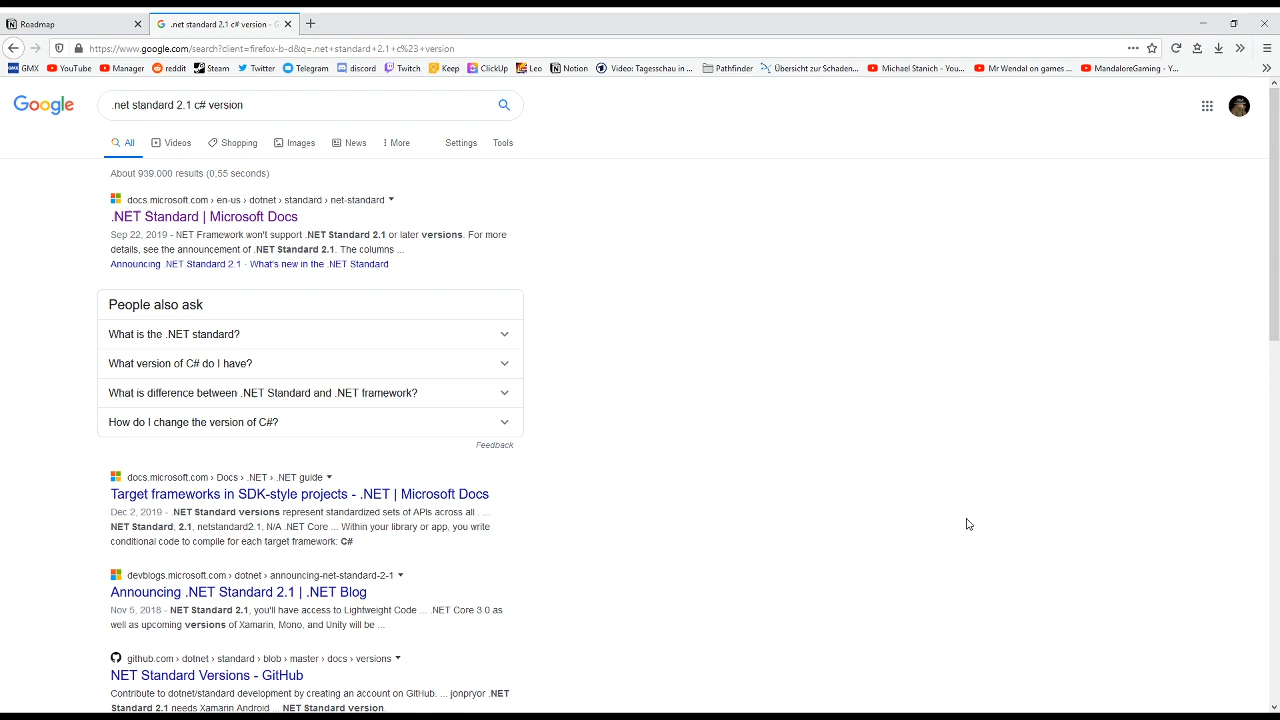 Roadmap
.net standard 2.1 c# version - G
https://www.google.com/search?client=firefox-b-d&q=.net+standard+2.1+c%23+version
GMX YouTube Manager reddit Steam Twitter Telegram discord Twitch Keep ClickUp Notion Video: Tagesschau in ... Pathfinder Übersicht zu Schaden... Michael Stanich - You... Mr Wendal on games ... MandaloreGaming - Y...
Google
.net standard 2.1 c# version
All Videos Shopping Images News More Settings Tools
About 939.000 results (0,55 seconds)
docs.microsoft.com › en-us › dotnet › standard › net-standard
.NET Standard | Microsoft Docs
Sep 22, 2019 - NET Framework won't support .NET Standard 2.1 or later versions. For more
details, see the announcement of .NET Standard 2.1. The columns ...
Announcing .NET Standard 2.1 · What's new in the .NET Standard
People also ask
What is the .NET standard?
What version of C# do I have?
What is difference between .NET Standard and .NET framework?
How do I change the version of C#?
Feedback
docs.microsoft.com › Docs › .NET › .NET guide
Target frameworks in SDK-style projects - .NET | Microsoft Docs
Dec 2, 2019 - .NET Standard versions represent standardized sets of APIs across all . ...
NET Standard, 2.1, netstandard2.1, N/A .NET Core ... Within your library or app, you write
conditional code to compile for each target framework: C#
devblogs.microsoft.com › dotnet › announcing-net-standard-2-1
Announcing .NET Standard 2.1 | .NET Blog
Nov 5, 2018 - NET Standard 2.1, you'll have access to Lightweight Code ... .NET Core 3.0 as
well as upcoming versions of Xamarin, Mono, and Unity will be ...
github.com › dotnet › standard › blob › master › docs › versions
NET Standard Versions - GitHub
Contribute to dotnet/standard development by creating an account on GitHub. ... jonpryor .NET
Standard 2.1 needs Xamarin Android ... NET Standard version.